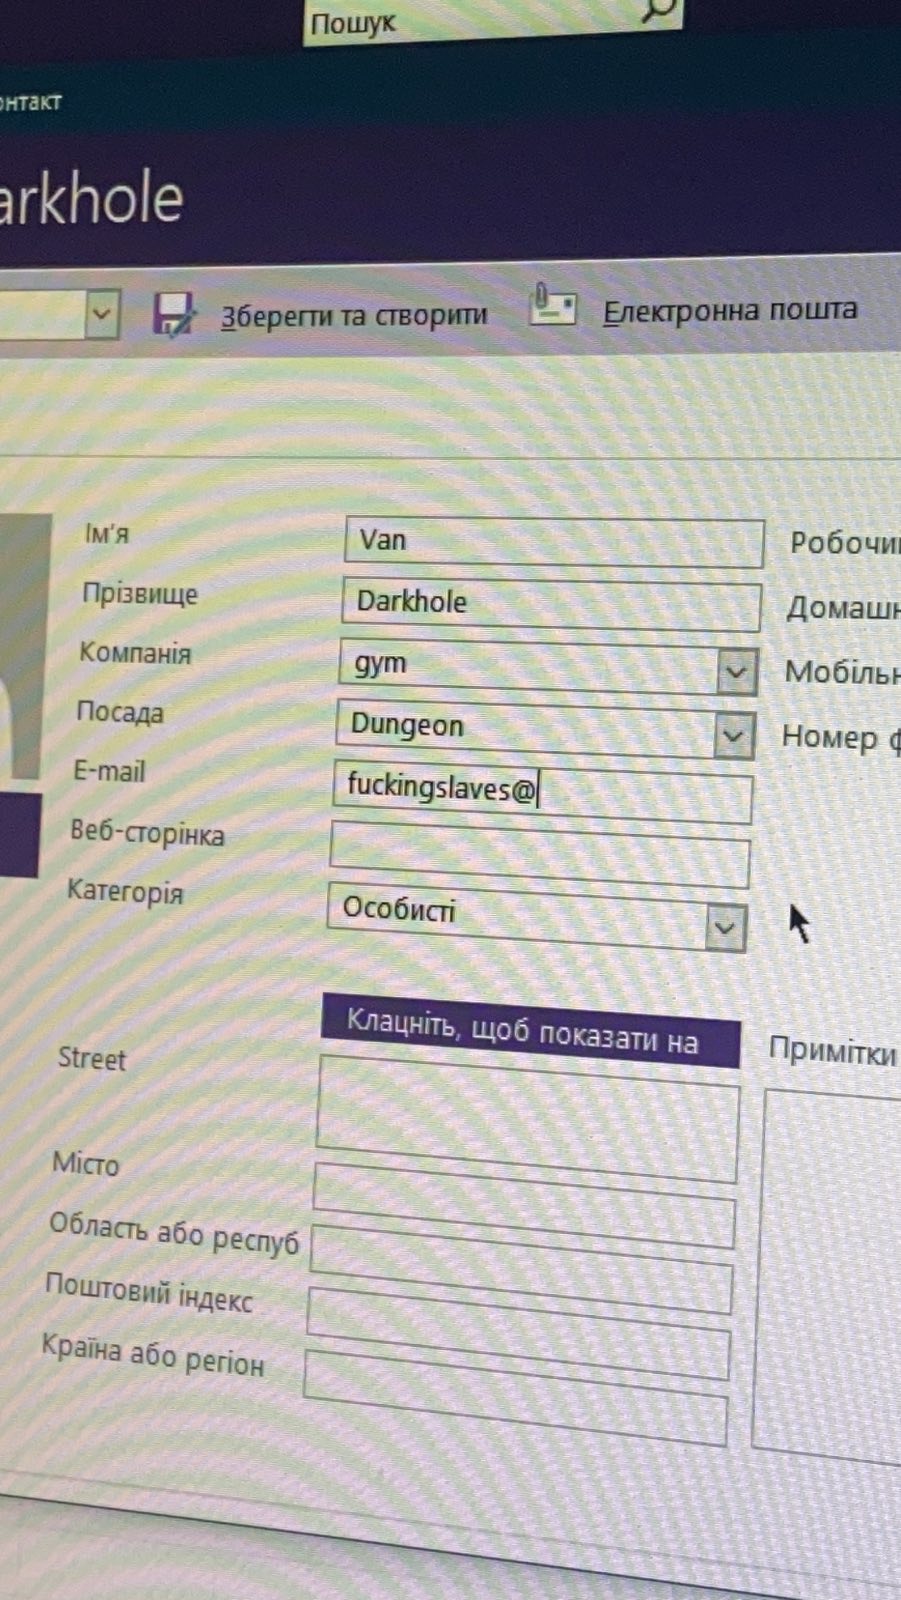 Пошук
онтакт
arkhole
Зберегти та створити Електронна пошта
Ім'я Van Робочи
Прізвище Darkhole Домашн
Компанія gym Мобільн
Посада Dungeon Номер ф
E-mail fuckingslaves@
Веб-сторінка
Категорія Особисті
Клацніть, щоб показати на
Street Примітки
Місто
Область або респуб
Поштовий індекс
Країна або регіон